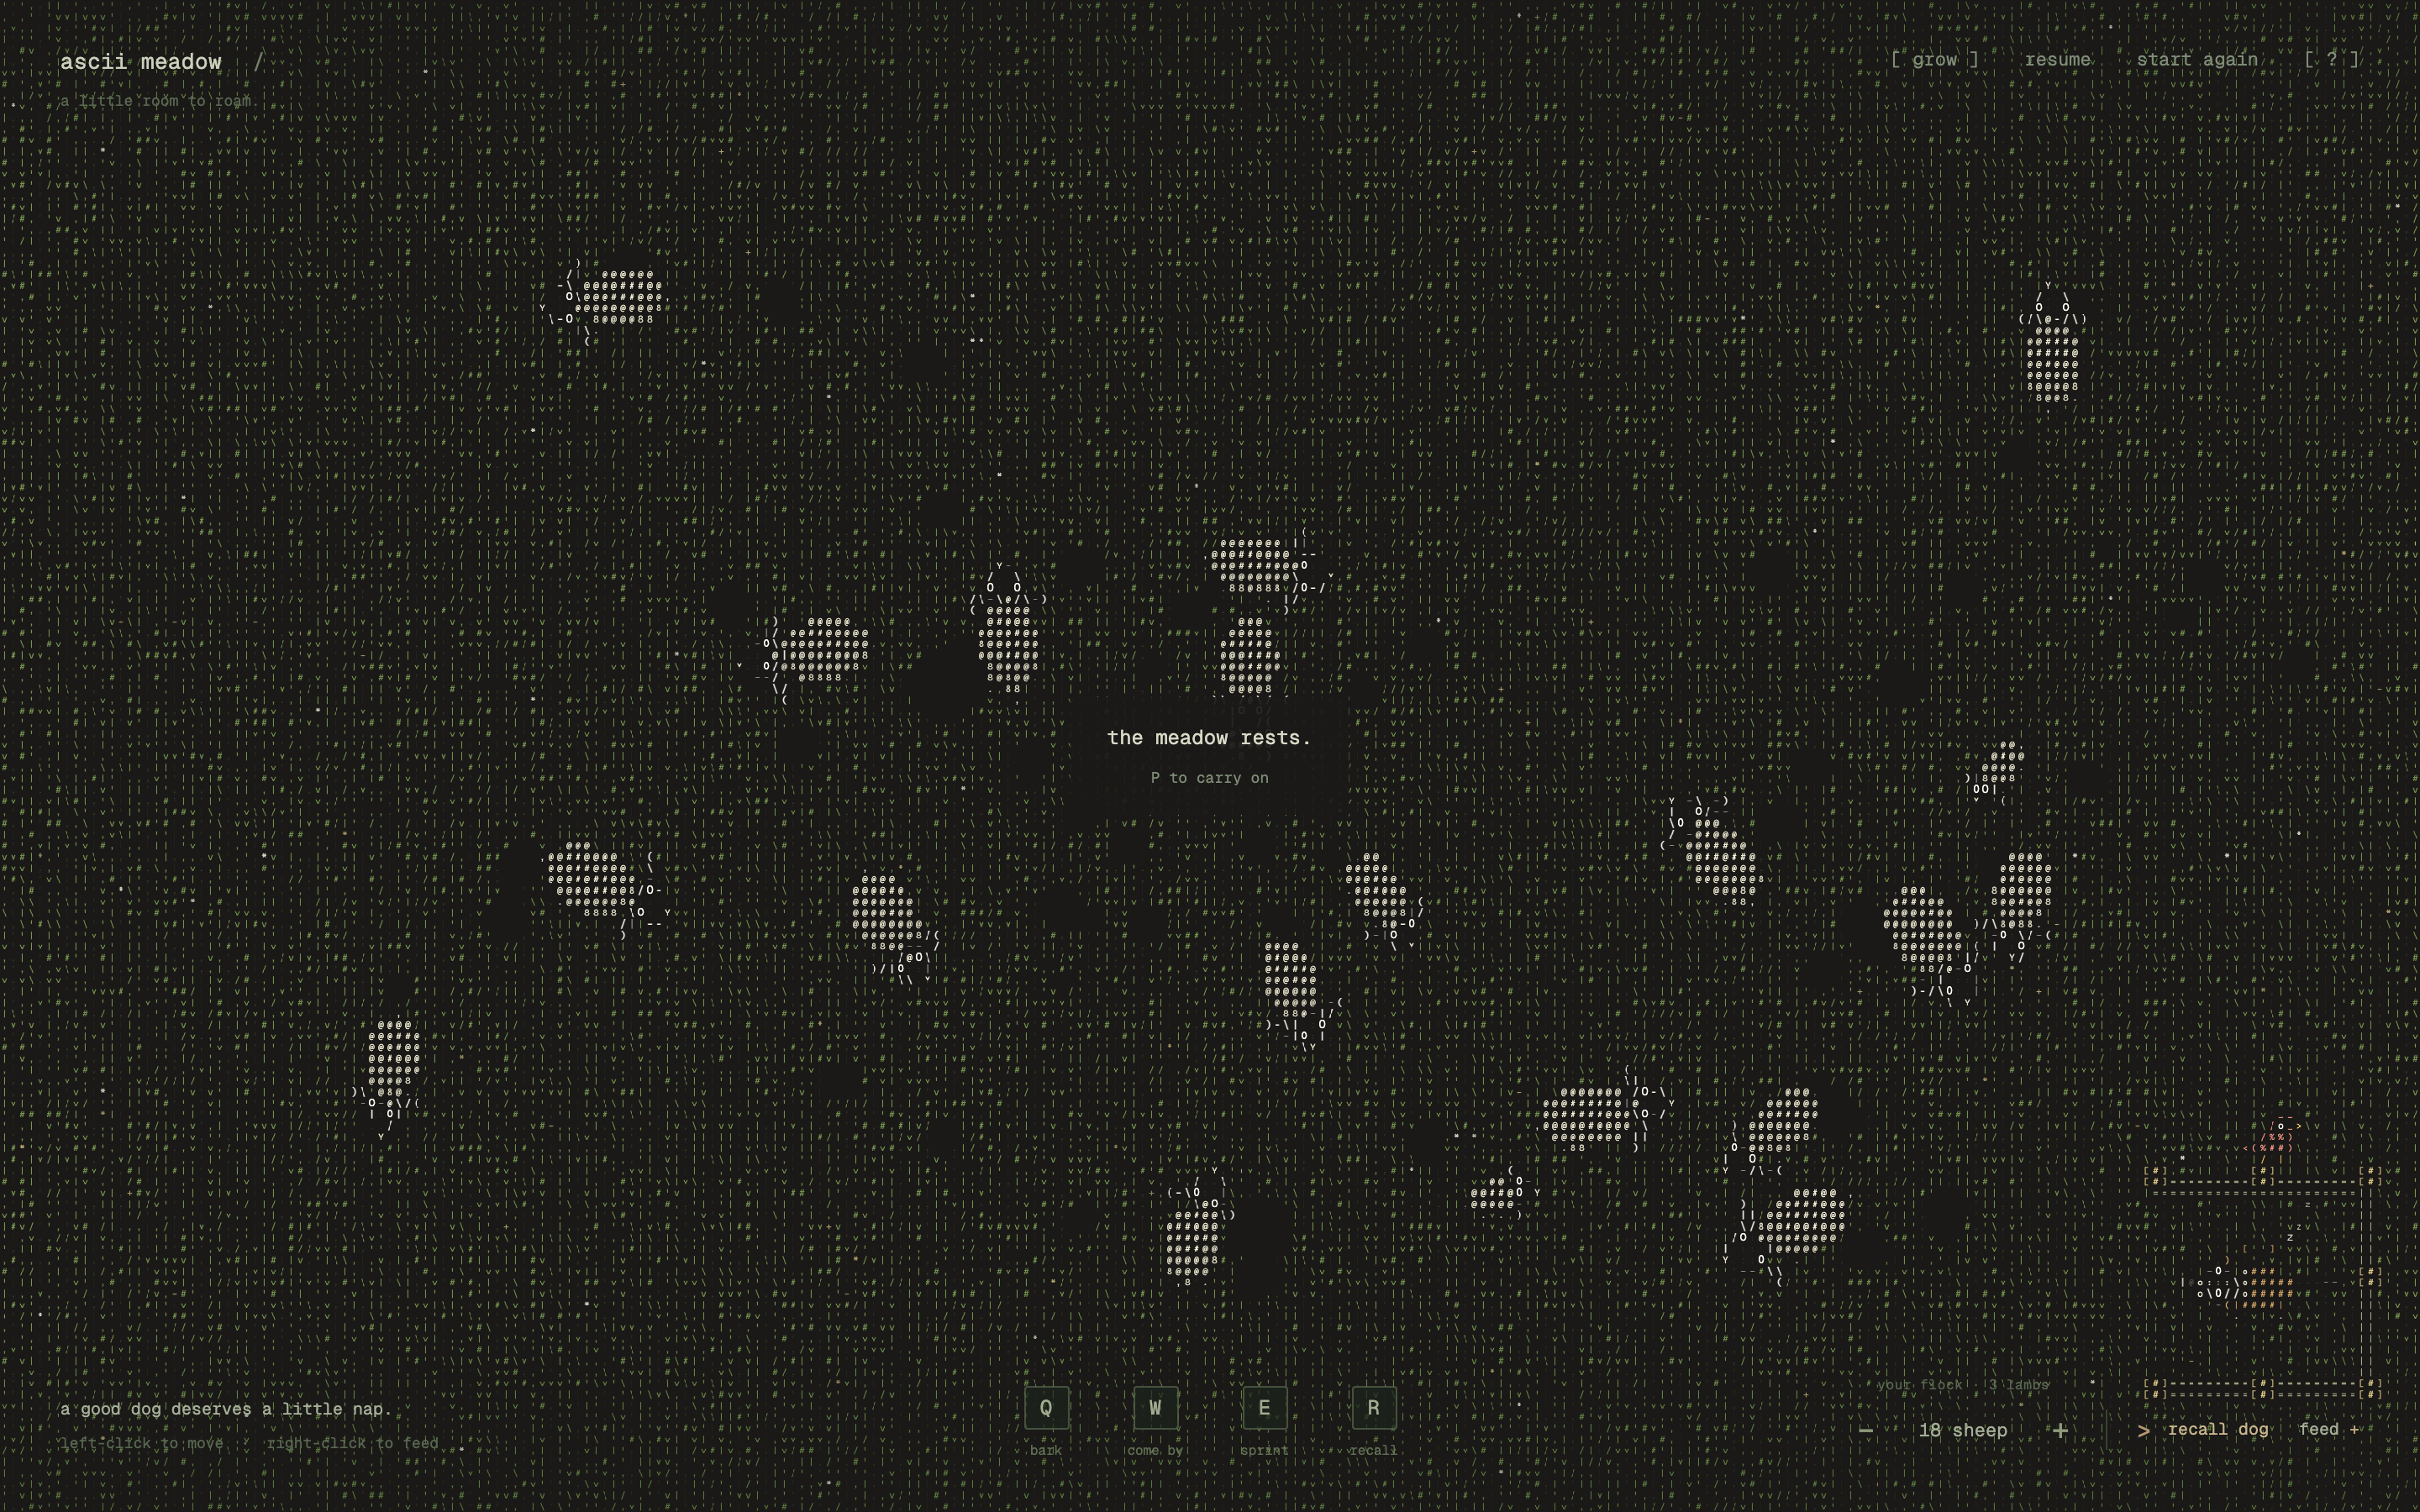 ascii meadow /
a little room to roam.
[ grow ] resume start again [ ? ]
the meadow rests.
P to carry on
a good dog deserves a little nap.
left-click to move · right-click to feed
Q W E R
bark come by sprint recall
your flock · 3 lambs
− 18 sheep +
> recall dog feed +